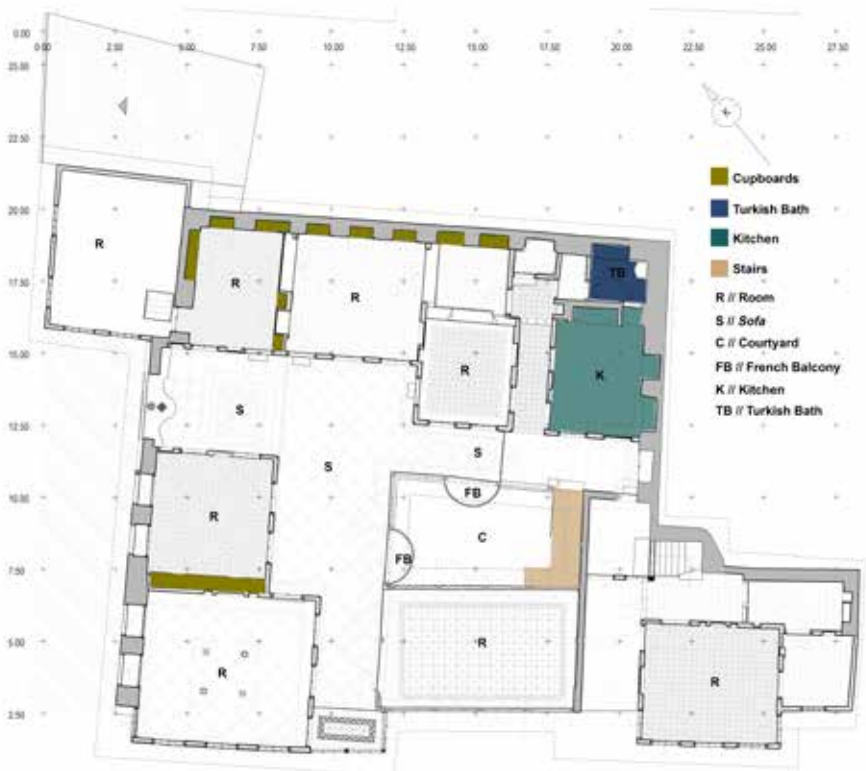 0.00
0.00 2.50 5.00 7.50 10.00 12.50 15.00 17.50 20.00 22.50 25.00 27.50
25.00
22.50
20.00
17.50
15.00
12.50
10.00
7.50
5.00
2.50
Cupboards
Turkish Bath
Kitchen
Stairs
R // Room
S // Sofa
C // Courtyard
FB // French Balcony
K // Kitchen
TB // Turkish Bath
R
R
R
TB
R
K
S
S
S
R
FB
C
FB
R
R
R